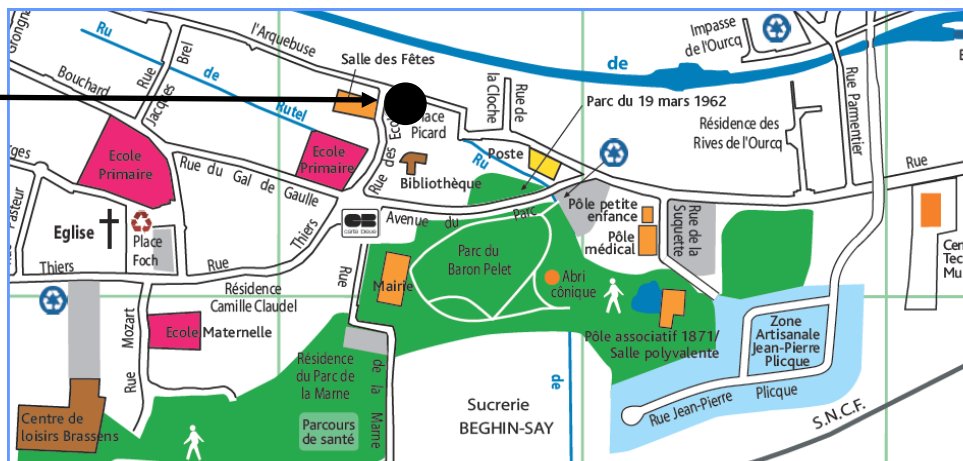 l'Arquebuse
Ru
de
Rutel
Brel
Rue
Jacques
Bouchard
Salle des Fêtes
Place
Picard
Rue de
la Cloche
de
Impasse
de l'Ourcq
Rue Parmentier
Parc du 19 mars 1962
Résidence des
Rives de l'Ourcq
Ecole
Primaire
Ecole
Primaire
Rue du Gal de Gaulle
Rue des
Bibliothèque
Ru
Poste
Rue
Pasteur
Eglise
Place
Foch
Thiers
Rue
Thiers
carte bleue
Avenue du Parc
Pôle petite
enfance
Pôle
médical
Rue de la
Suquette
Parc du
Baron Pelet
Mairie
Abri
cônique
Rue
de la Marne
Résidence
Camille Claudel
Rue Mozart
Ecole Maternelle
Pôle associatif 1871/
Salle polyvalente
Zone
Artisanale
Jean-Pierre
Plicque
Résidence
du Parc de
la Marne
Parcours
de santé
Centre de
loisirs Brassens
Sucrerie
BEGHIN-SAY
de
Rue Jean-Pierre Plicque
S.N.C.F.